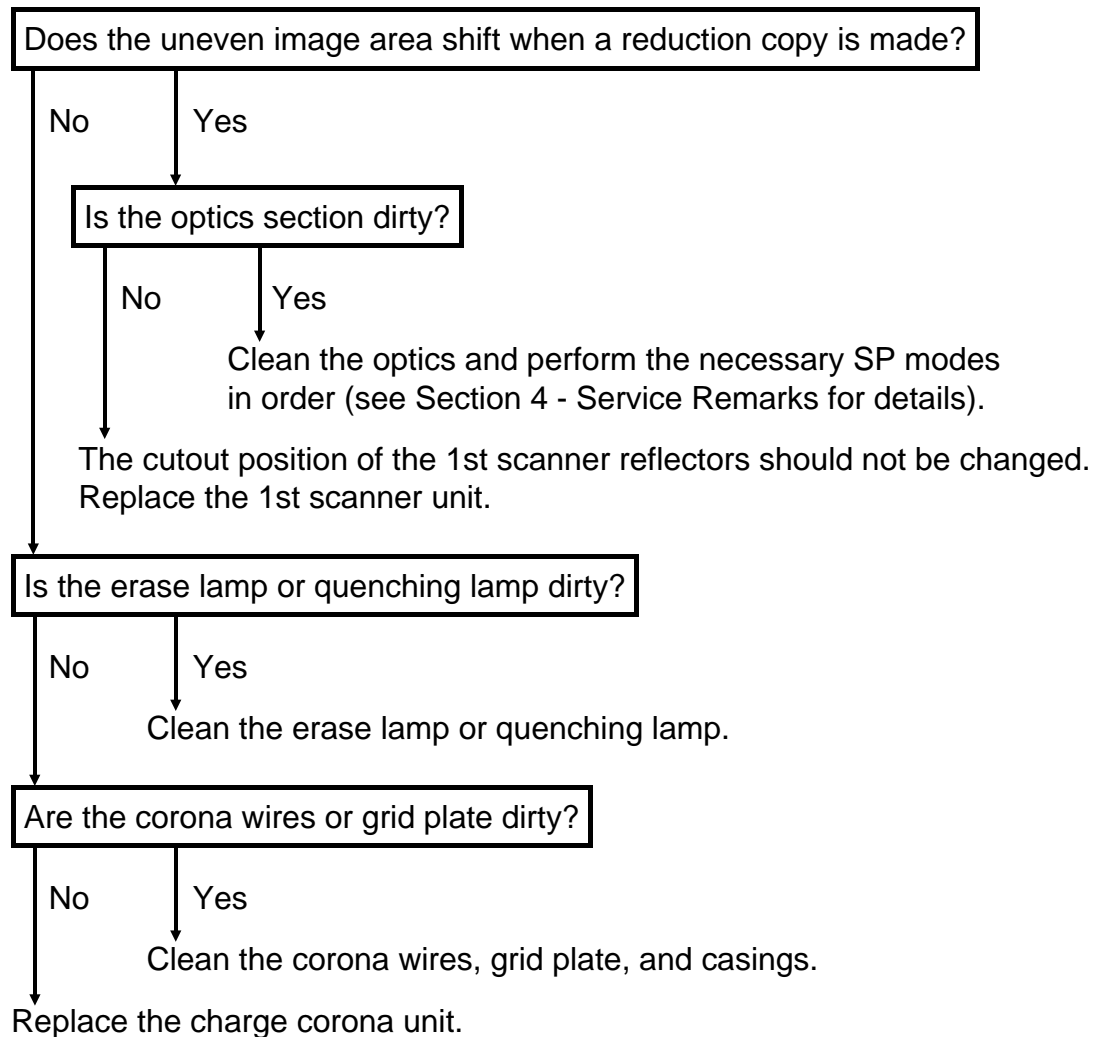 Does the uneven image area shift when a reduction copy is made?
No
Yes
Is the optics section dirty?
No
Yes
Clean the optics and perform the necessary SP modes
in order (see Section 4 - Service Remarks for details).
The cutout position of the 1st scanner reflectors should not be changed.
Replace the 1st scanner unit.
Is the erase lamp or quenching lamp dirty?
No
Yes
Clean the erase lamp or quenching lamp.
Are the corona wires or grid plate dirty?
No
Yes
Clean the corona wires, grid plate, and casings.
Replace the charge corona unit.